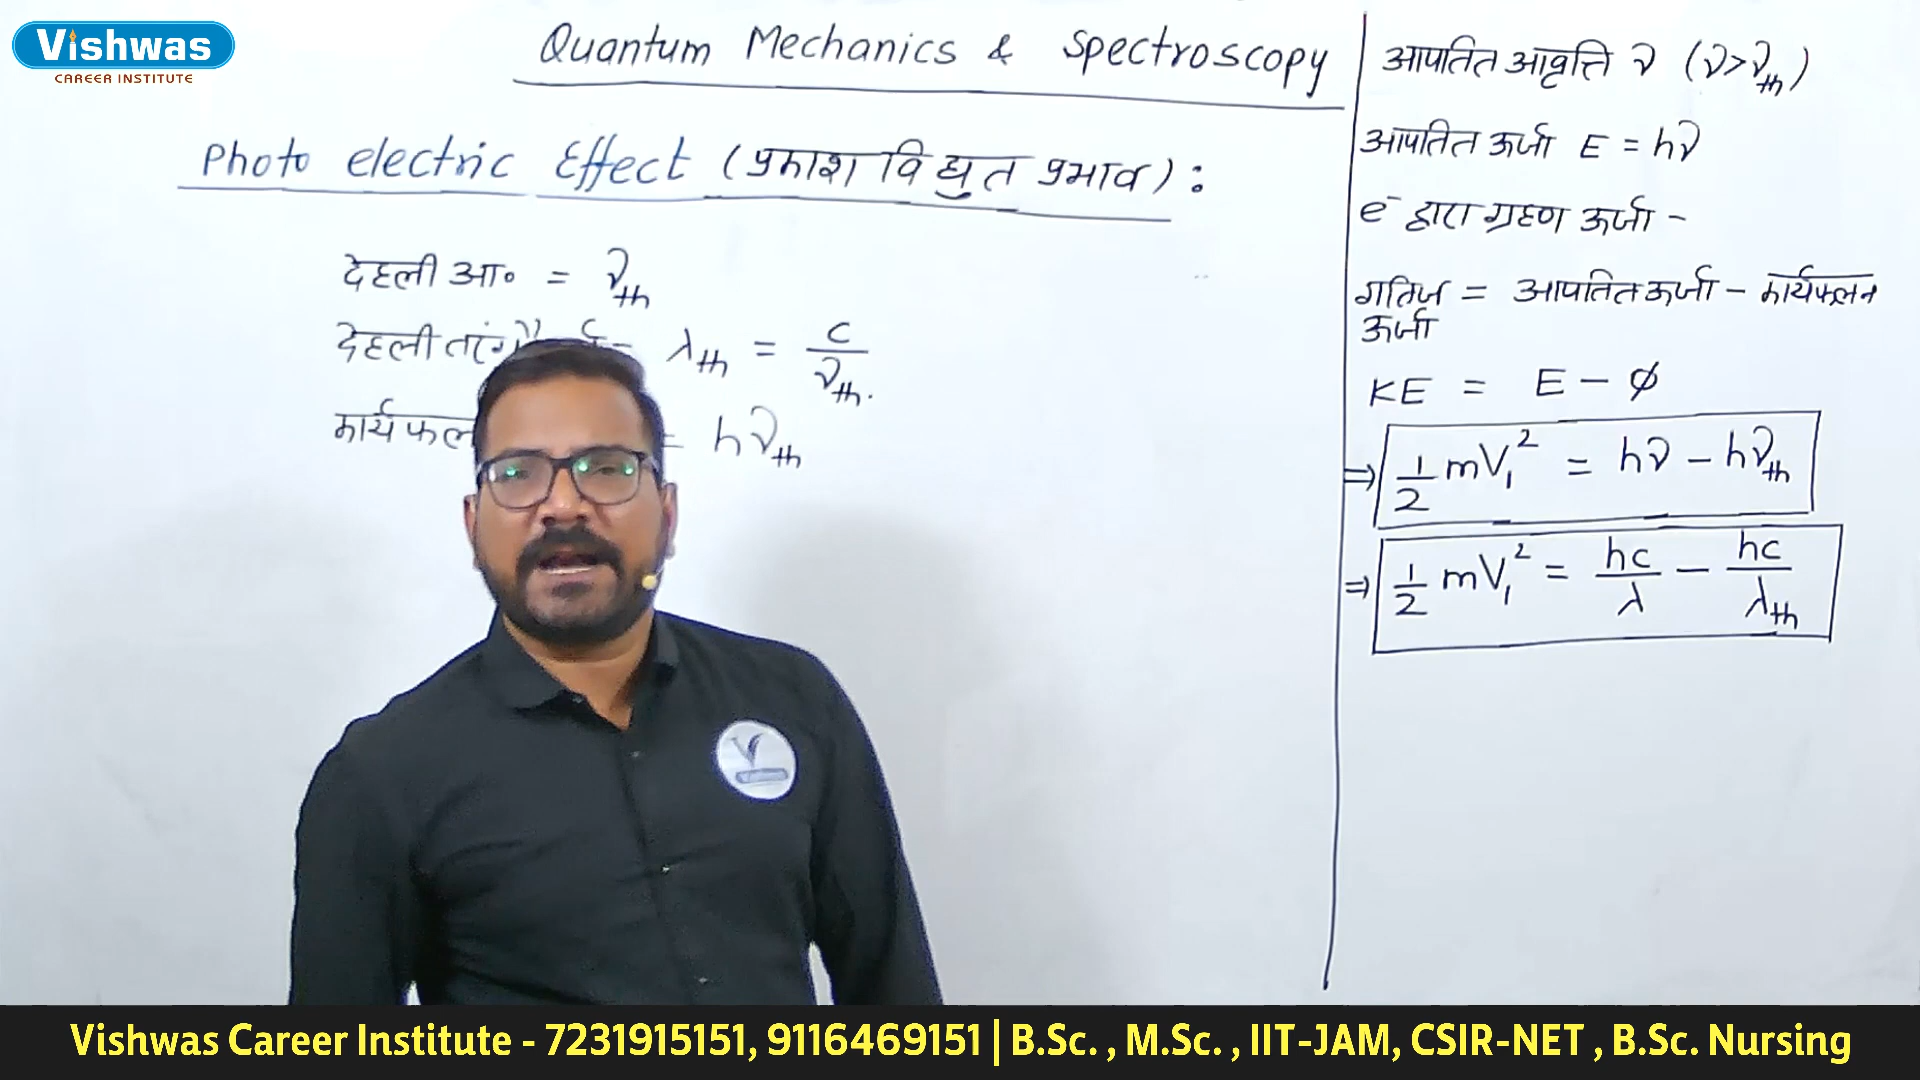 Vishwas
CAREER INSTITUTE
Quantum Mechanics & Spectroscopy
Photo electric Effect (प्रकाश विद्युत प्रभाव) :
देहली आ० = ν_th
देहली λ_th = c/ν_th.
कार्यफल = hν_th
आपतित आवृत्ति ν (ν>ν_th)
आपतित ऊर्जा E = hν
e⁻ द्वारा ग्रहण ऊर्जा -
गतिज = आपतित ऊर्जा - कार्यफलन
ऊर्जा
KE = E - φ
⇒ 1/2 mV₁² = hν - hν_th
⇒ 1/2 mV₁² = hc/λ - hc/λ_th
Vishwas Career Institute - 7231915151, 9116469151 | B.Sc. , M.Sc. , IIT-JAM, CSIR-NET , B.Sc. Nursing